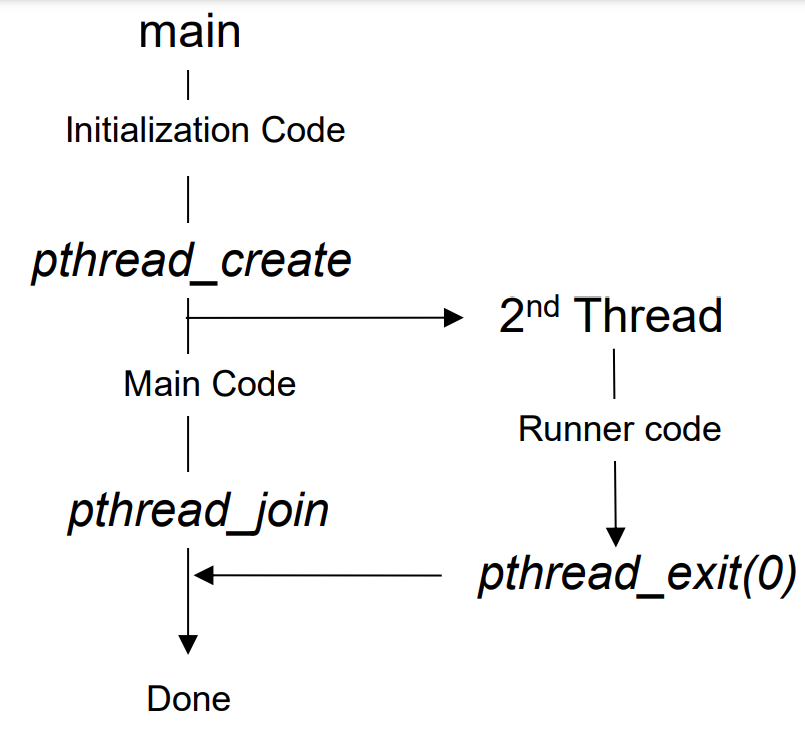 main
Initialization Code
pthread_create
2nd Thread
Main Code
Runner code
pthread_join
pthread_exit(0)
Done